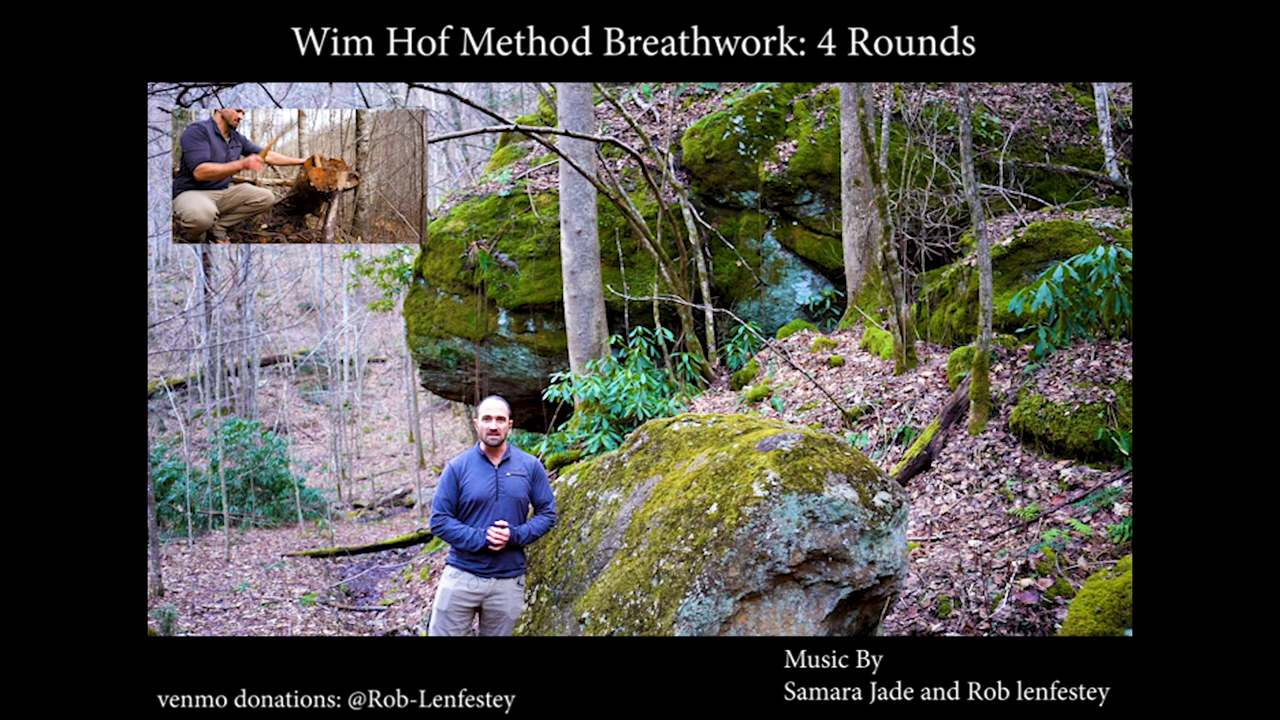 Wim Hof Method Breathwork: 4 Rounds
Music By
venmo donations: @Rob-Lenfestey
Samara Jade and Rob lenfestey